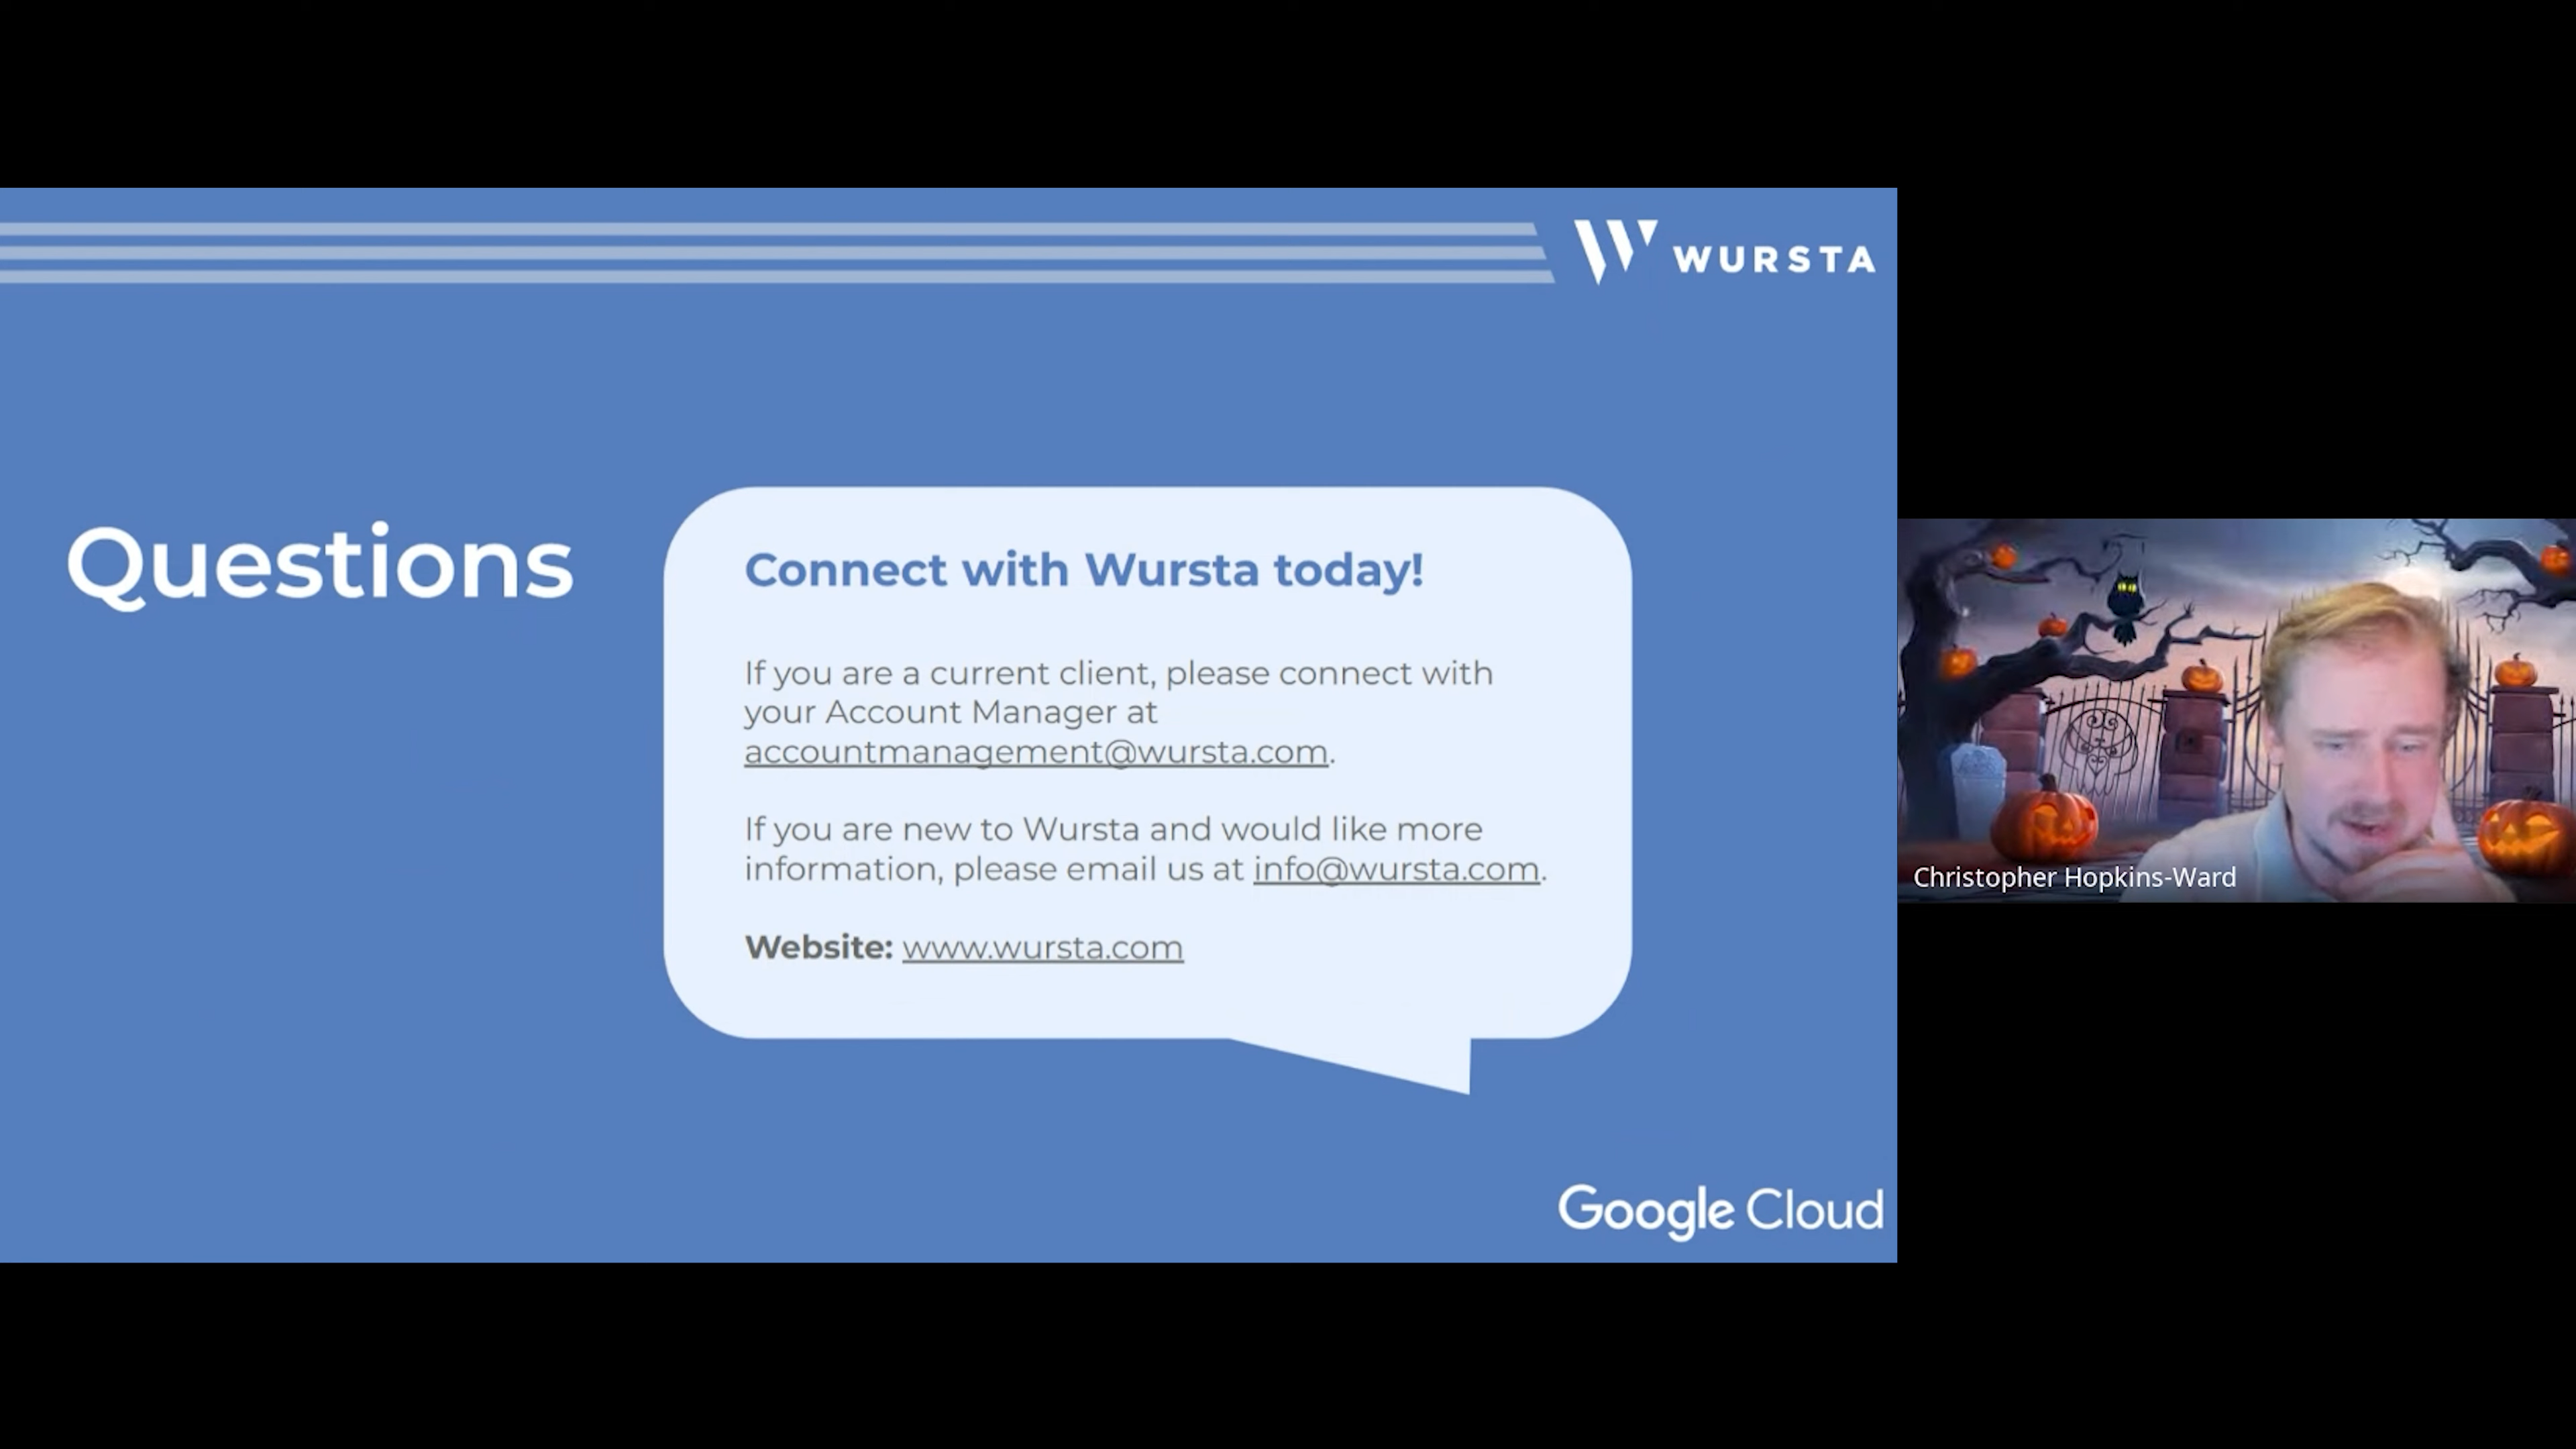 WURSTA
Questions
Connect with Wursta today!
If you are a current client, please connect with
your Account Manager at
accountmanagement@wursta.com.
If you are new to Wursta and would like more
information, please email us at info@wursta.com.
Website: www.wursta.com
Christopher Hopkins-Ward
Google Cloud